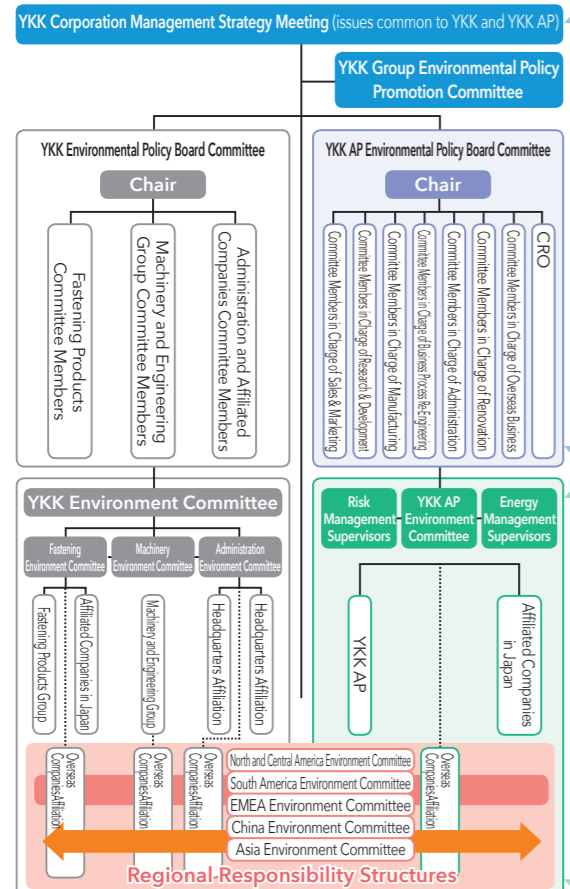 YKK Corporation Management Strategy Meeting (issues common to YKK and YKK AP)
YKK Group Environmental Policy
Promotion Committee
YKK Environmental Policy Board Committee
Chair
Fastening Products
Committee Members
Machinery and Engineering
Group Committee Members
Administration and Affiliated
Companies Committee Members
YKK AP Environmental Policy Board Committee
Chair
Committee Members in Charge of Sales & Marketing
Committee Members in Charge of Research & Development
Committee Members in Charge of Manufacturing
Committee Members in Charge of Business Process Re-Engineering
Committee Members in Charge of Administration
Committee Members in Charge of Renovation
Committee Members in Charge of Overseas Business
CRO
YKK Environment Committee
Fastening
Environment Committee
Machinery
Environment Committee
Administration
Environment Committee
Fastening Products Group
Affiliated Companies in Japan
Machinery and Engineering Group
Headquarters Affiliation
Headquarters Affiliation
Risk
Management
Supervisors
YKK AP
Environment
Committee
Energy
Management
Supervisors
YKK AP
Affiliated Companies
in Japan
Overseas
CompaniesAffiliation
Overseas
CompaniesAffiliation
Overseas
CompaniesAffiliation
Overseas
CompaniesAffiliation
North and Central America Environment Committee
South America Environment Committee
EMEA Environment Committee
China Environment Committee
Asia Environment Committee
Regional Responsibility Structures